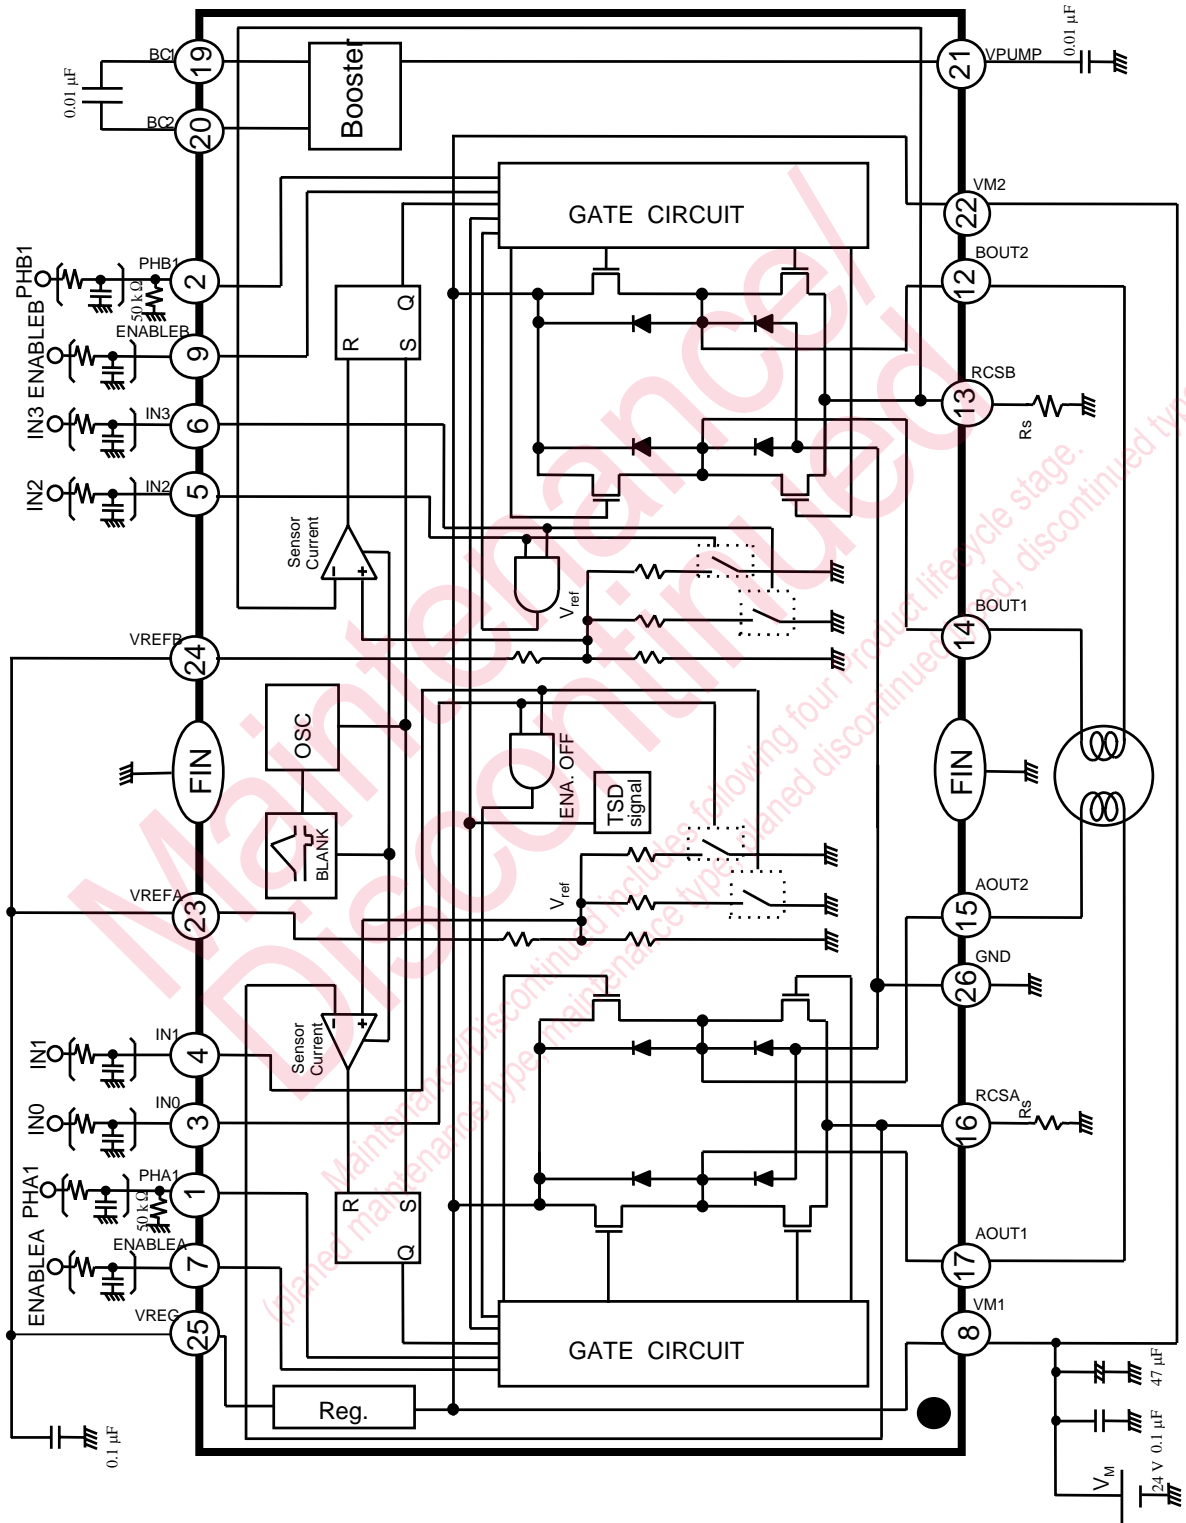 BC1
19
0.01 µF
BC2
20
Booster
21
VPUMP
0.01 µF
GATE CIRCUIT
VM2
22
BOUT2
12
PHB1
PHB1
2
50 kΩ
ENABLEB
ENABLEB
9
R
Q
S
IN3
IN3
6
RCSB
13
Rs
IN2
IN2
5
Sensor
Current
−
+
Vref
VREFB
24
BOUT1
14
OSC
ENA. OFF
FIN
FIN
TSD
signal
BLANK
VREFA
23
Vref
AOUT2
15
GND
26
IN1
IN1
4
−
+
Sensor
Current
IN0
IN0
3
RCSA
16
Rs
PHA1
PHA1
1
50 kΩ
R
S
Q
ENABLEA
ENABLEA
7
AOUT1
17
VREG
25
GATE CIRCUIT
VM1
8
Reg.
0.1 µF
47 µF
0.1 µF
VM
24 V
Maintenance/
Discontinued
Maintenance/Discontinued includes following four Product lifecycle stage.
(planed maintenance type, maintenance type, planed discontinued typed, discontinued type)